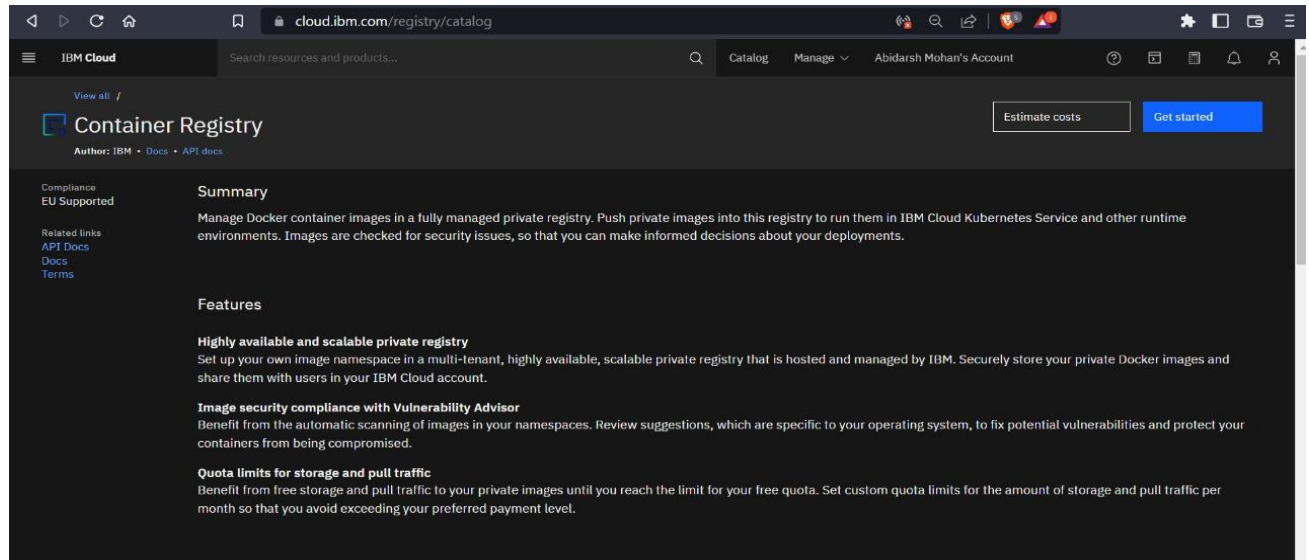 cloud.ibm.com/registry/catalog
IBM Cloud
Search resources and products...
Catalog
Manage
Abidarsh Mohan's Account
View all /
Container Registry
Author: IBM • Docs • API docs
Estimate costs
Get started
Compliance
EU Supported
Related links
API Docs
Docs
Terms
Summary
Manage Docker container images in a fully managed private registry. Push private images into this registry to run them in IBM Cloud Kubernetes Service and other runtime
environments. Images are checked for security issues, so that you can make informed decisions about your deployments.
Features
Highly available and scalable private registry
Set up your own image namespace in a multi-tenant, highly available, scalable private registry that is hosted and managed by IBM. Securely store your private Docker images and
share them with users in your IBM Cloud account.
Image security compliance with Vulnerability Advisor
Benefit from the automatic scanning of images in your namespaces. Review suggestions, which are specific to your operating system, to fix potential vulnerabilities and protect your
containers from being compromised.
Quota limits for storage and pull traffic
Benefit from free storage and pull traffic to your private images until you reach the limit for your free quota. Set custom quota limits for the amount of storage and pull traffic per
month so that you avoid exceeding your preferred payment level.